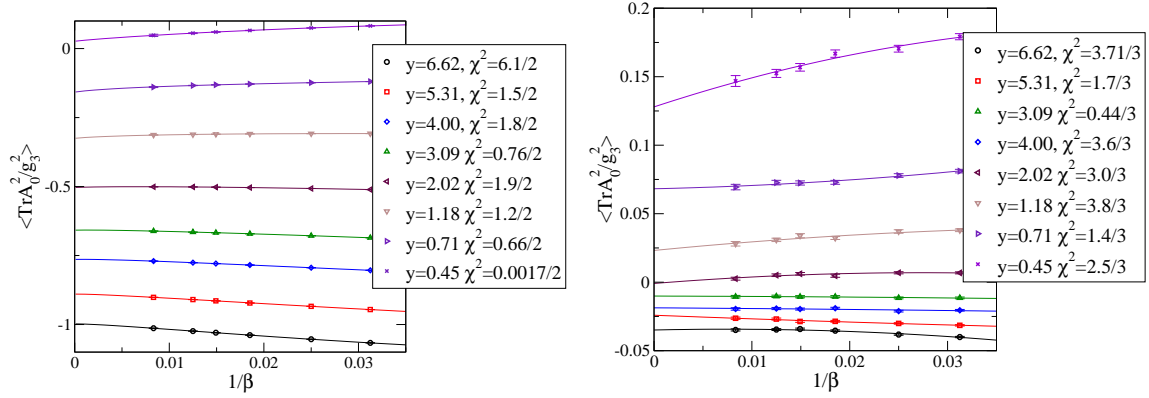 0
-0.5
-1
<TrA₀²/g₃²>
0
0.01
0.02
0.03
1/β
y=6.62, χ²=6.1/2
y=5.31, χ²=1.5/2
y=4.00, χ²=1.8/2
y=3.09 χ²=0.76/2
y=2.02 χ²=1.9/2
y=1.18 χ²=1.2/2
y=0.71 χ²=0.66/2
y=0.45 χ²=0.0017/2
0.2
0.15
0.1
0.05
0
-0.05
<TrA₀²/g₃²>
0
0.01
0.02
0.03
1/β
y=6.62, χ²=3.71/3
y=5.31, χ²=1.7/3
y=3.09 χ²=0.44/3
y=4.00, χ²=3.6/3
y=2.02 χ²=3.0/3
y=1.18 χ²=3.8/3
y=0.71 χ²=1.4/3
y=0.45 χ²=2.5/3